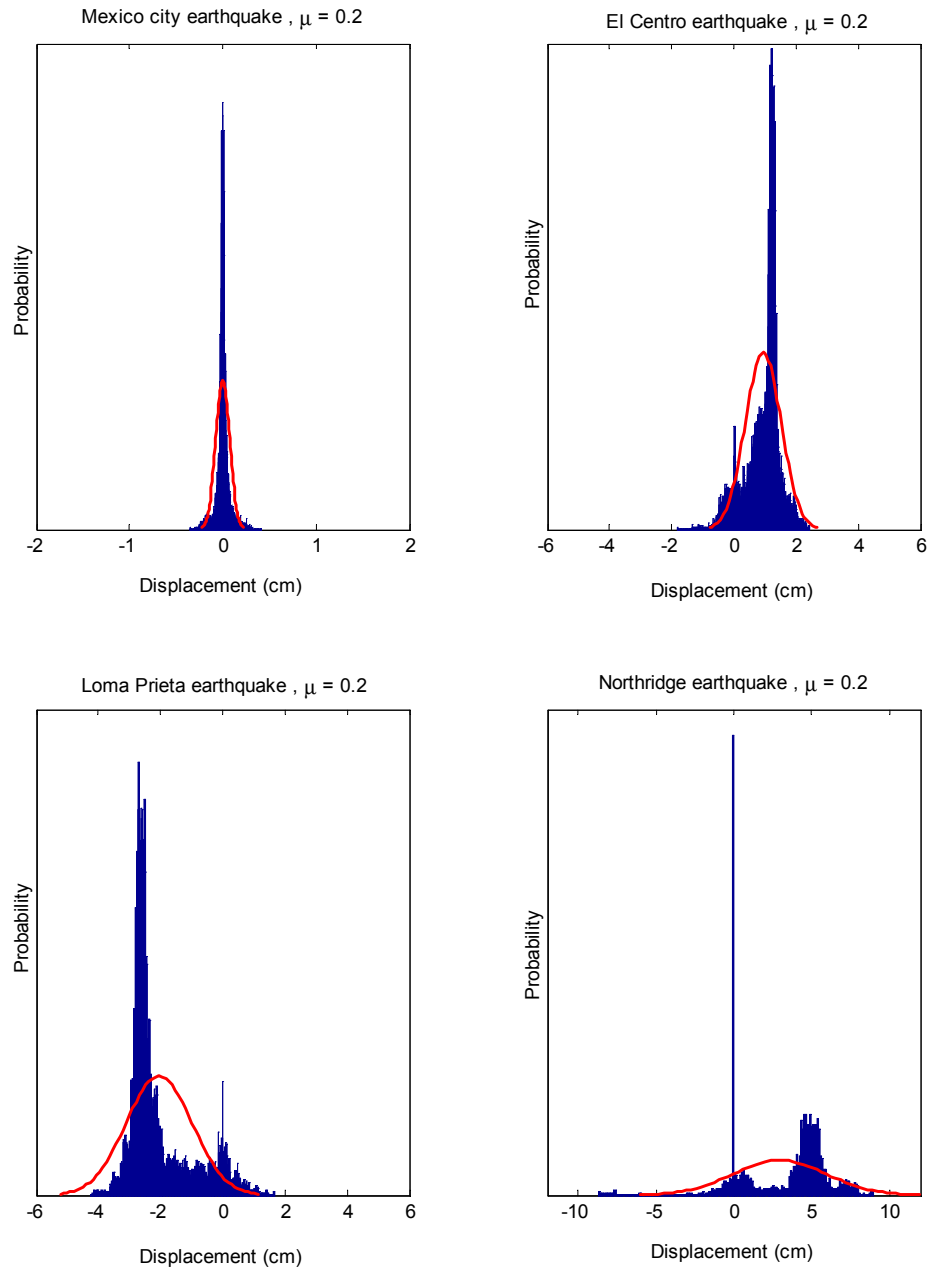 Mexico city earthquake , μ = 0.2
Probability
-2 -1 0 1 2
Displacement (cm)
El Centro earthquake , μ = 0.2
Probability
-6 -4 -2 0 2 4 6
Displacement (cm)
Loma Prieta earthquake , μ = 0.2
Probability
-6 -4 -2 0 2 4 6
Displacement (cm)
Northridge earthquake , μ = 0.2
Probability
-10 -5 0 5 10
Displacement (cm)